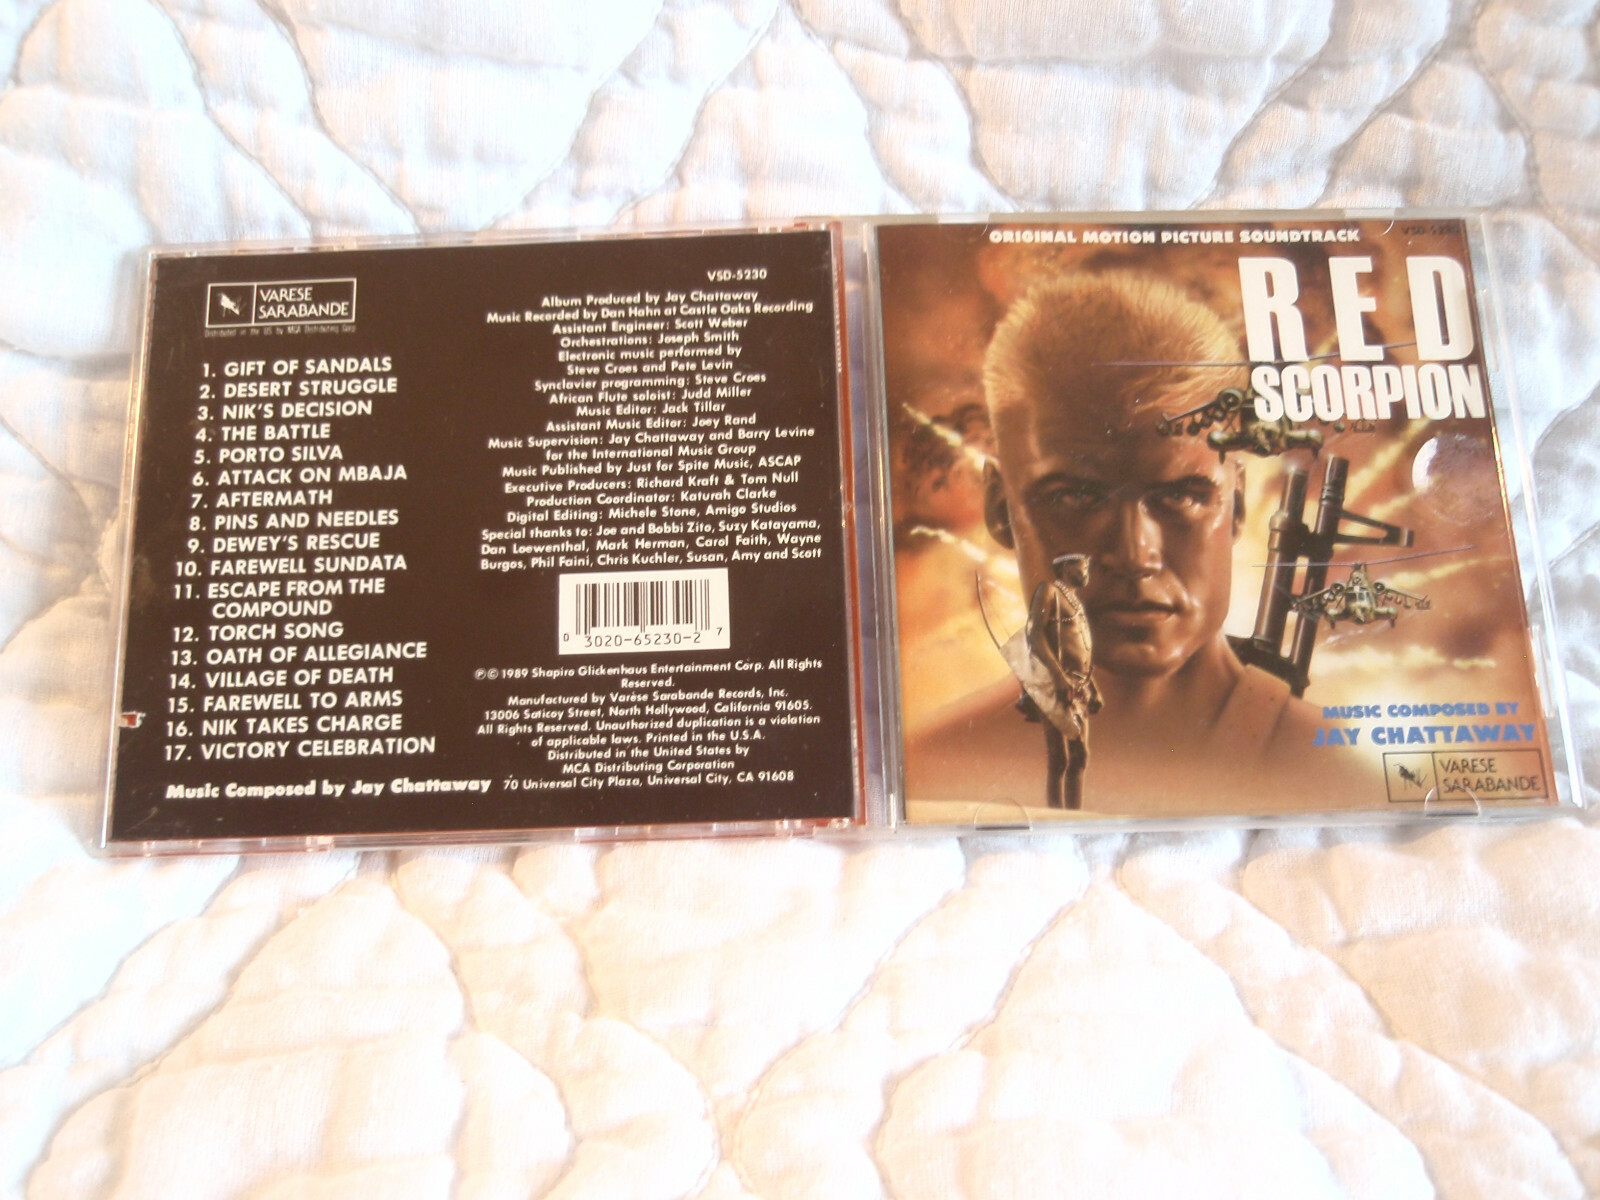 VARESE
SARABANDE
Distributed in the US by MCA Distributing Corp
1. GIFT OF SANDALS
2. DESERT STRUGGLE
3. NIK'S DECISION
4. THE BATTLE
5. PORTO SILVA
6. ATTACK ON MBAJA
7. AFTERMATH
8. PINS AND NEEDLES
9. DEWEY'S RESCUE
10. FAREWELL SUNDATA
11. ESCAPE FROM THE
COMPOUND
12. TORCH SONG
13. OATH OF ALLEGIANCE
14. VILLAGE OF DEATH
15. FAREWELL TO ARMS
16. NIK TAKES CHARGE
17. VICTORY CELEBRATION
Music Composed by Jay Chattaway
VSD-5230
Album Produced by Jay Chattaway
Music Recorded by Dan Hahn at Castle Oaks Recording
Assistant Engineer: Scott Weber
Orchestrations: Joseph Smith
Electronic music performed by
Steve Croes and Pete Levin
Synclavier programming: Steve Croes
African Flute soloist: Judd Miller
Music Editor: Jack Tillar
Assistant Music Editor: Joey Rand
Music Supervision: Jay Chattaway and Barry Levine
for the International Music Group
Music Published by Just for Spite Music, ASCAP
Executive Producers: Richard Kraft & Tom Null
Production Coordinator: Katurah Clarke
Digital Editing: Michele Stone, Amigo Studios
Special thanks to: Joe and Bobbi Zito, Suzy Katayama,
Dan Loewenthal, Mark Herman, Carol Faith, Wayne
Burgos, Phil Faini, Chris Kuchler, Susan, Amy and Scott
0 3020-65230-2 7
℗© 1989 Shapiro Glickenhaus Entertainment Corp. All Rights
Reserved.
Manufactured by Varèse Sarabande Records, Inc.
13006 Saticoy Street, North Hollywood, California 91605.
All Rights Reserved. Unauthorized duplication is a violation
of applicable laws. Printed in the U.S.A.
Distributed in the United States by
MCA Distributing Corporation
70 Universal City Plaza, Universal City, CA 91608
ORIGINAL MOTION PICTURE SOUNDTRACK
VSD-5230
RED
SCORPION
MUSIC COMPOSED BY
JAY CHATTAWAY
VARESE
SARABANDE